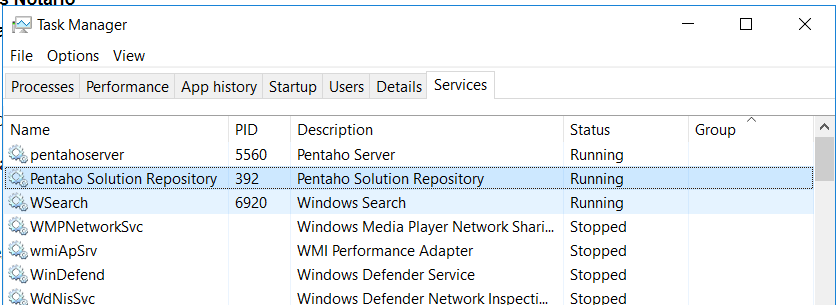 s Notario
Task Manager
File Options View
Processes Performance App history Startup Users Details Services
Name PID Description Status Group
pentahoserver 5560 Pentaho Server Running
Pentaho Solution Repository 392 Pentaho Solution Repository Running
WSearch 6920 Windows Search Running
WMPNetworkSvc Windows Media Player Network Shari... Stopped
wmiApSrv WMI Performance Adapter Stopped
WinDefend Windows Defender Service Stopped
WdNisSvc Windows Defender Network Inspecti... Stopped